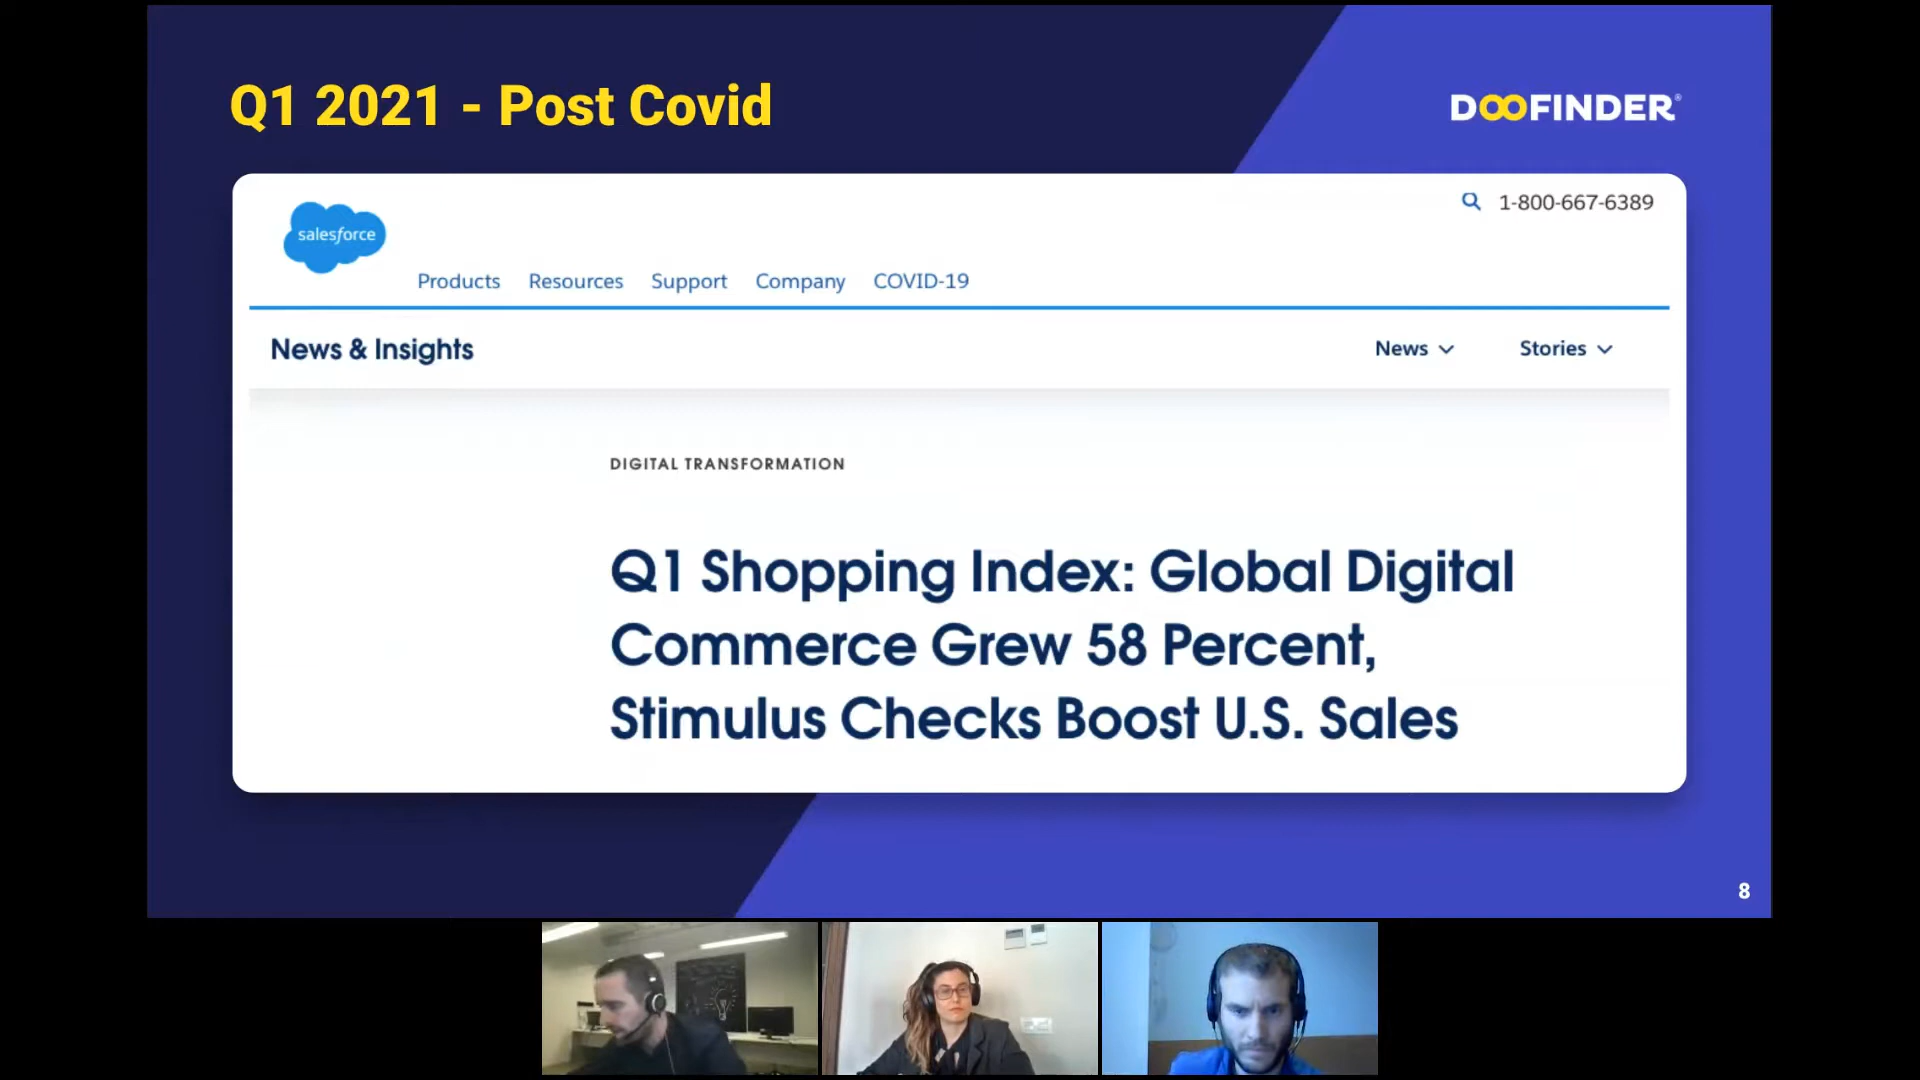 Q1 2021 - Post Covid
DOOFINDER®
salesforce
1-800-667-6389
Products Resources Support Company COVID-19
News & Insights
News Stories
DIGITAL TRANSFORMATION
Q1 Shopping Index: Global Digital
Commerce Grew 58 Percent,
Stimulus Checks Boost U.S. Sales
8